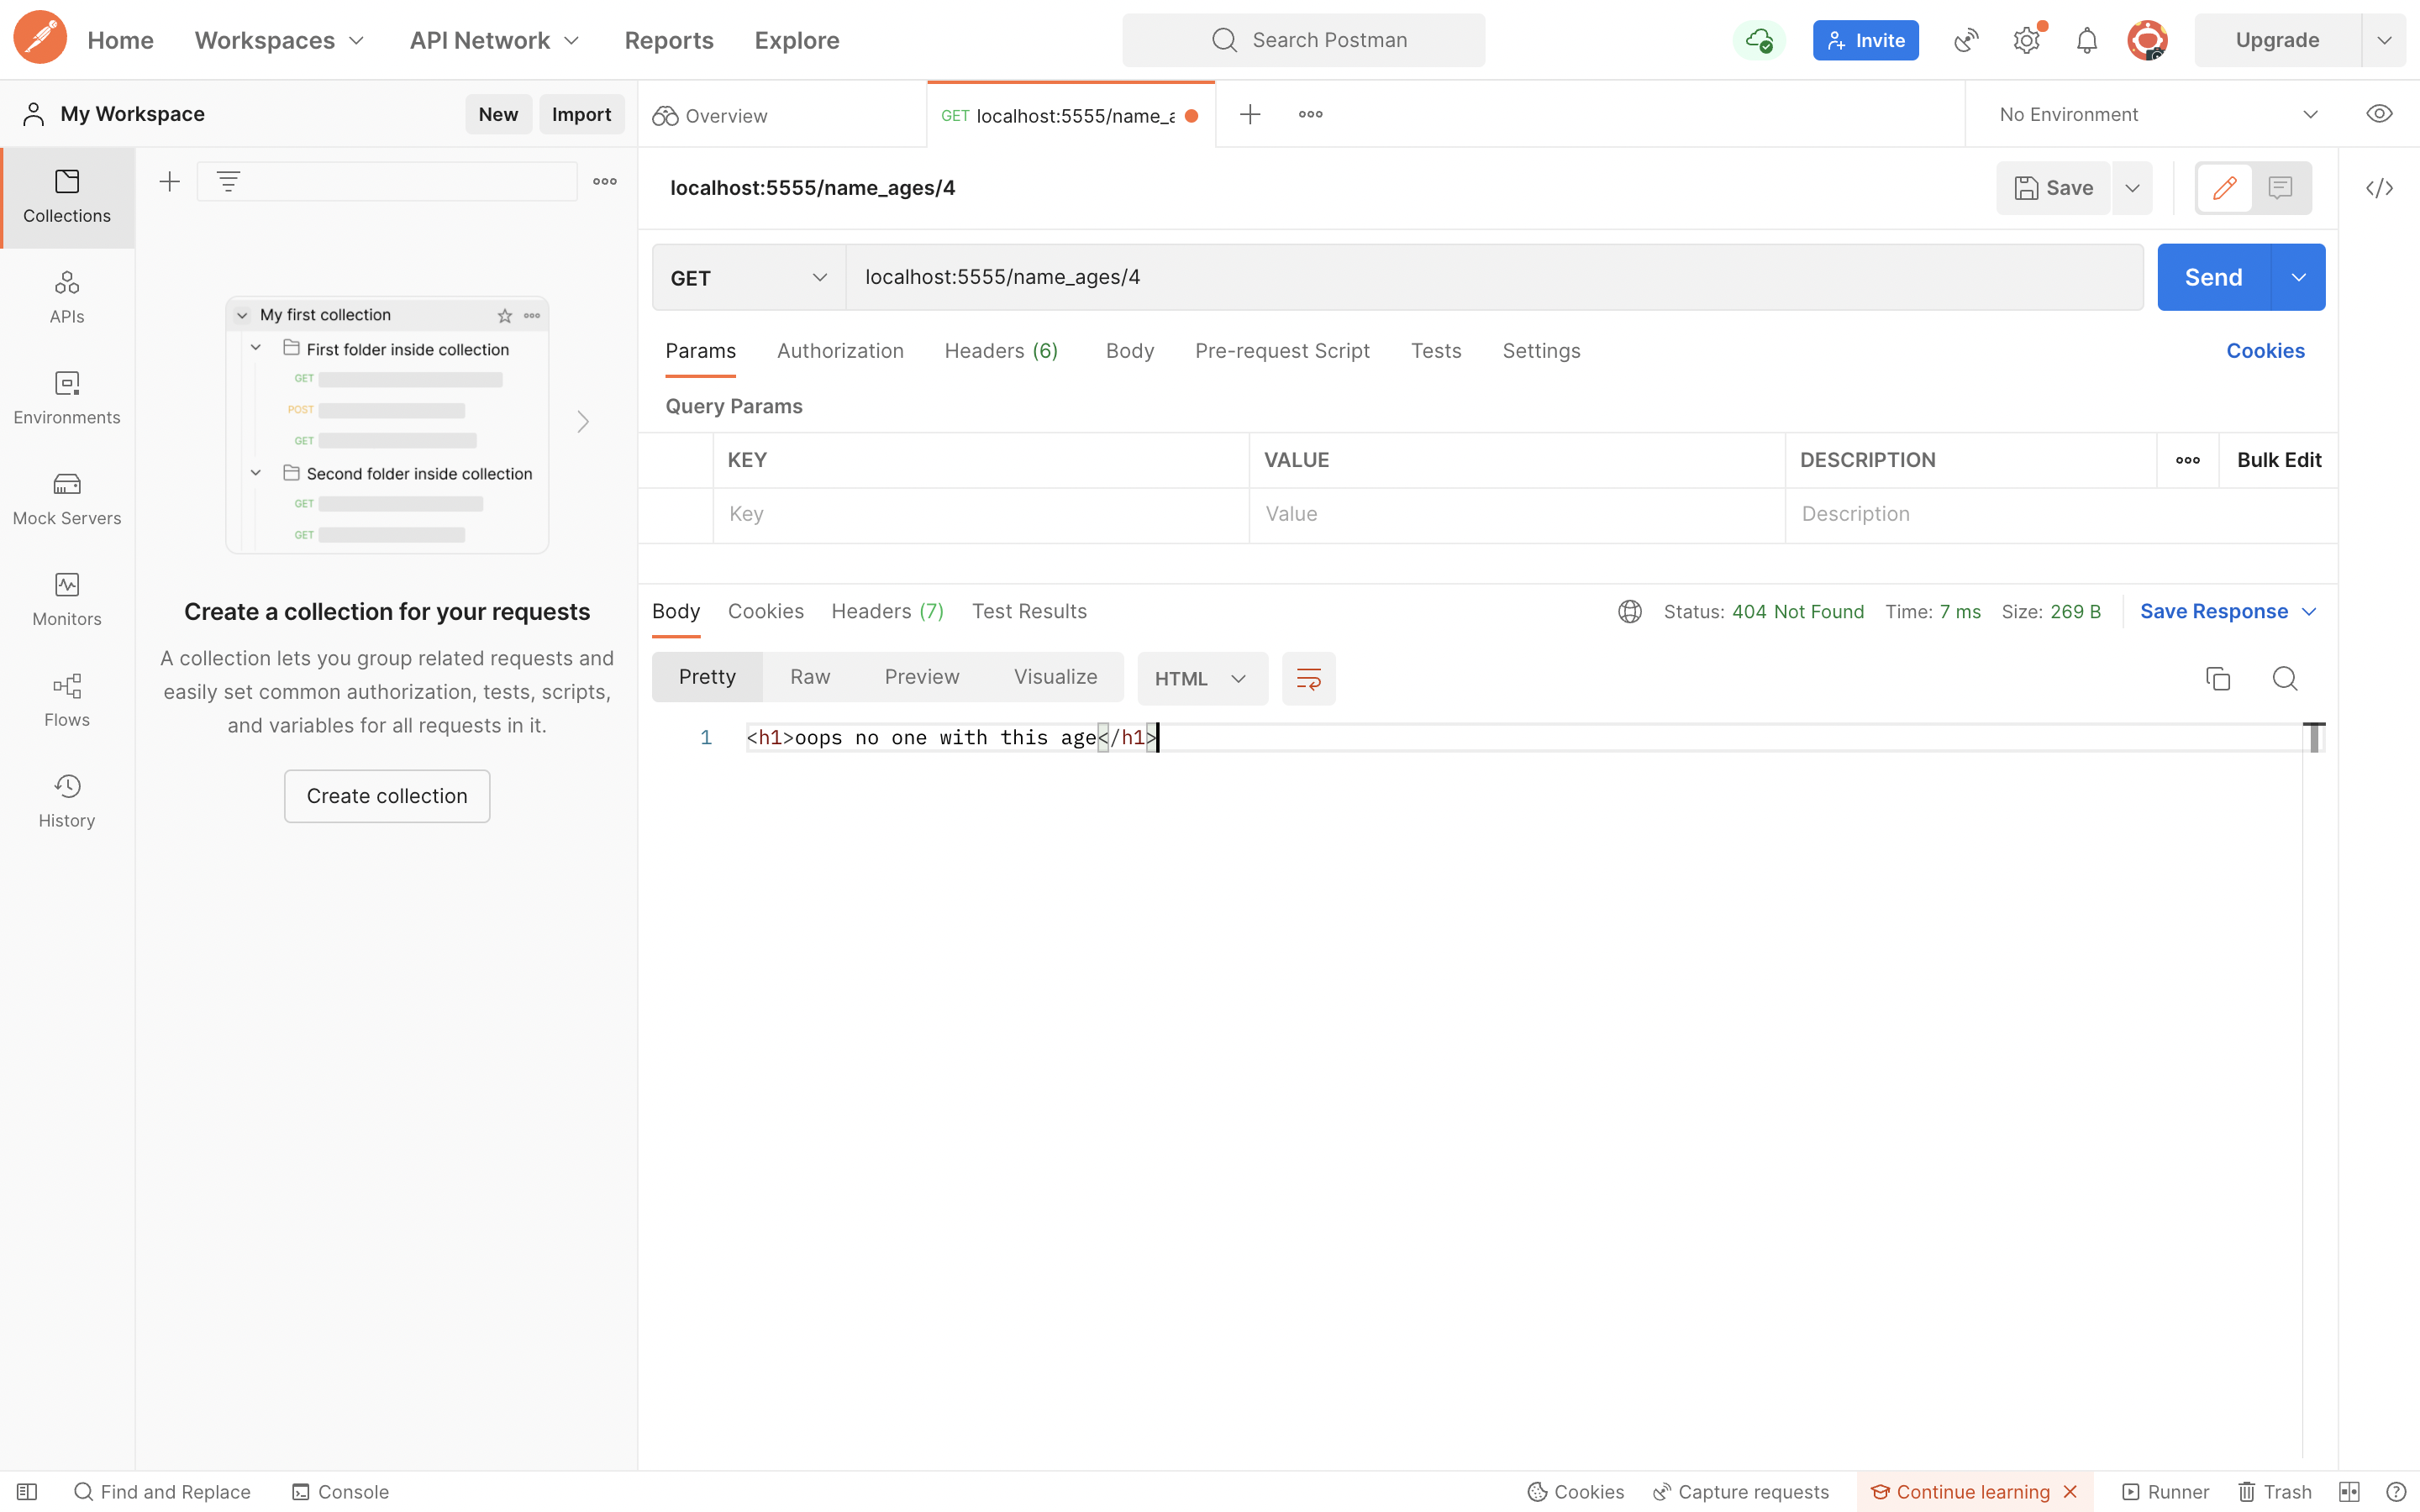 Home Workspaces API Network Reports Explore Search Postman Invite Upgrade
My Workspace New Import Overview GET localhost:5555/name_a No Environment
Collections
APIs
Environments
Mock Servers
Monitors
Flows
History
My first collection
First folder inside collection
GET
POST
GET
Second folder inside collection
GET
GET
Create a collection for your requests
A collection lets you group related requests and
easily set common authorization, tests, scripts,
and variables for all requests in it.
Create collection
localhost:5555/name_ages/4 Save
GET localhost:5555/name_ages/4 Send
Params Authorization Headers (6) Body Pre-request Script Tests Settings Cookies
Query Params
KEY VALUE DESCRIPTION Bulk Edit
Key Value Description
Body Cookies Headers (7) Test Results Status: 404 Not Found Time: 7 ms Size: 269 B Save Response
Pretty Raw Preview Visualize HTML
1 <h1>oops no one with this age</h1>
Find and Replace Console Cookies Capture requests Continue learning Runner Trash